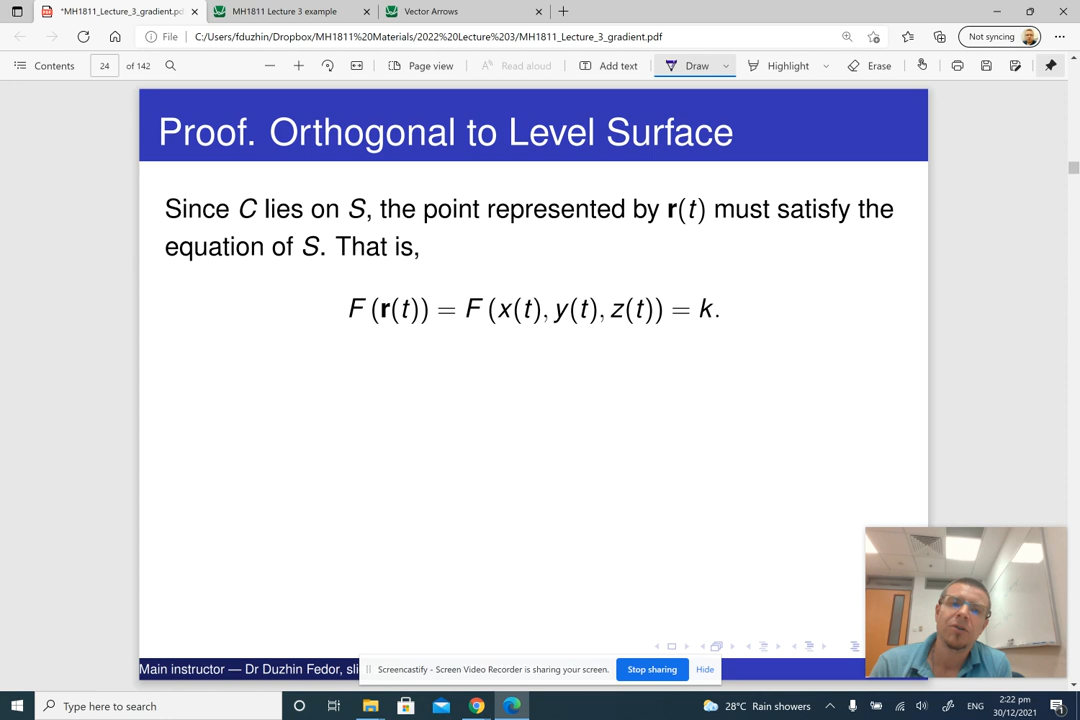 *MH1811_Lecture_3_gradient.pd
MH1811 Lecture 3 example
Vector Arrows
File
C:/Users/fduzhin/Dropbox/MH1811%20Materials/2022%20Lecture%203/MH1811_Lecture_3_gradient.pdf
Not syncing
Contents
24
of 142
Page view
Read aloud
Add text
Draw
Highlight
Erase
Proof. Orthogonal to Level Surface
Since C lies on S, the point represented by r(t) must satisfy the
equation of S. That is,
F (r(t)) = F (x(t), y(t), z(t)) = k.
Main instructor — Dr Duzhin Fedor, sli
Screencastify - Screen Video Recorder is sharing your screen.
Stop sharing
Hide
Type here to search
28°C Rain showers
ENG
2:22 pm
30/12/2021